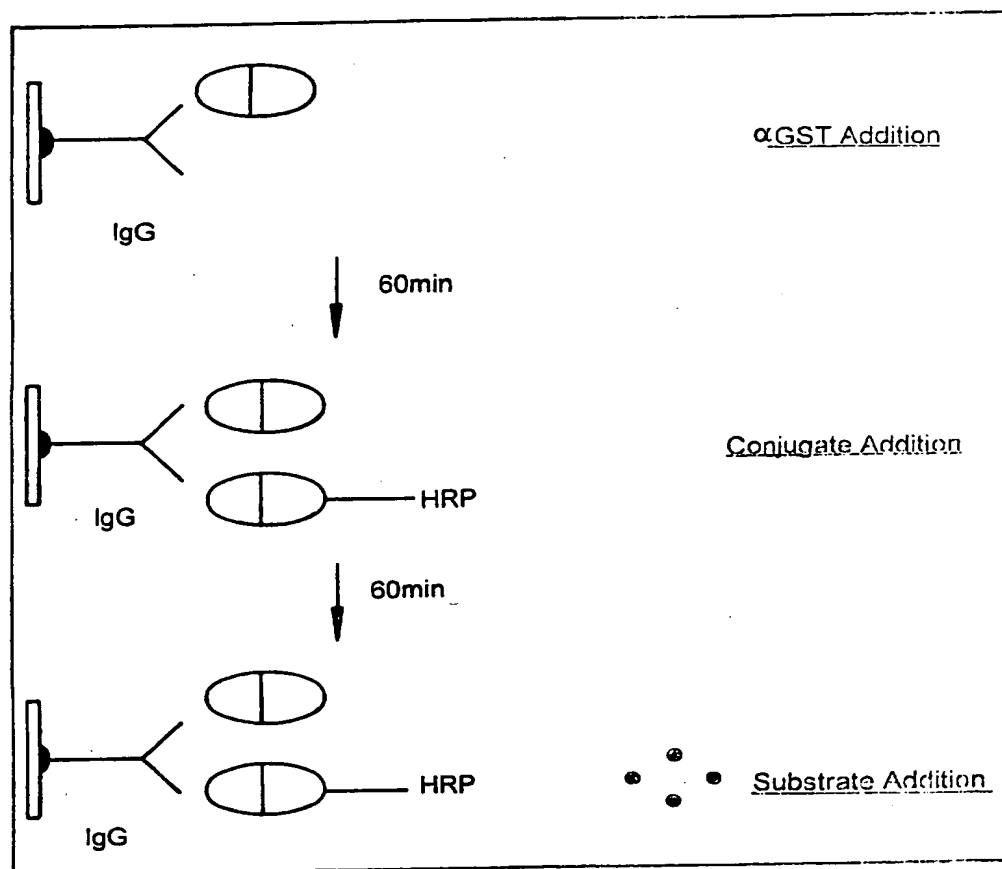 αGST Addition
IgG
60min
Conjugate Addition
HRP
IgG
60min
HRP
Substrate Addition
IgG